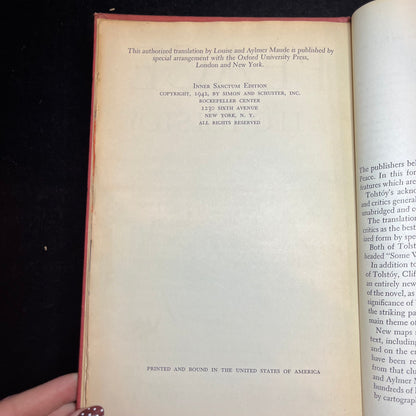 This authorized translation by Louise and Aylmer Maude is published by
special arrangement with the Oxford University Press,
London and New York.
Inner Sanctum Edition
COPYRIGHT, 1942, BY SIMON AND SCHUSTER, INC.
ROCKEFELLER CENTER
1230 SIXTH AVENUE
NEW YORK, N. Y.
ALL RIGHTS RESERVED
PRINTED AND BOUND IN THE UNITED STATES OF AMERICA
The publishers bel
Peace. In this for
features which are
Tolstóy's ackno
and critics general
unabridged and c
The translation
critics as the best
ized form by spe
Both of Tolst
headed "Some W
In addition to
of Tolstóy, Clif
an entirely new
of the novel, as
significance of
the striking pa
main theme of
New maps
text, including
and on the en
have been re
from that clu
and Aylmer M
hundreds of
by cartograp